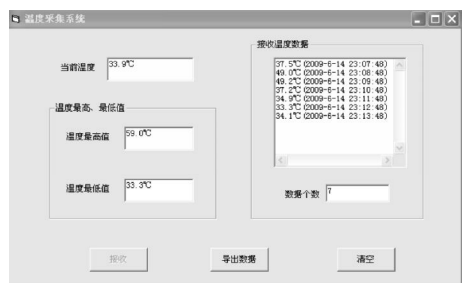 温度采集系统
当前温度 33.9℃
温度最高、最低值
温度最高值 59.0℃
温度最低值 33.3℃
接收温度数据
37.5℃(2009-6-14 23:07:48)
49.0℃(2009-6-14 23:08:48)
49.2℃(2009-6-14 23:09:48)
37.2℃(2009-6-14 23:10:48)
34.9℃(2009-6-14 23:11:48)
33.3℃(2009-6-14 23:12:48)
34.1℃(2009-6-14 23:13:48)
数据个数 7
接收 导出数据 清空